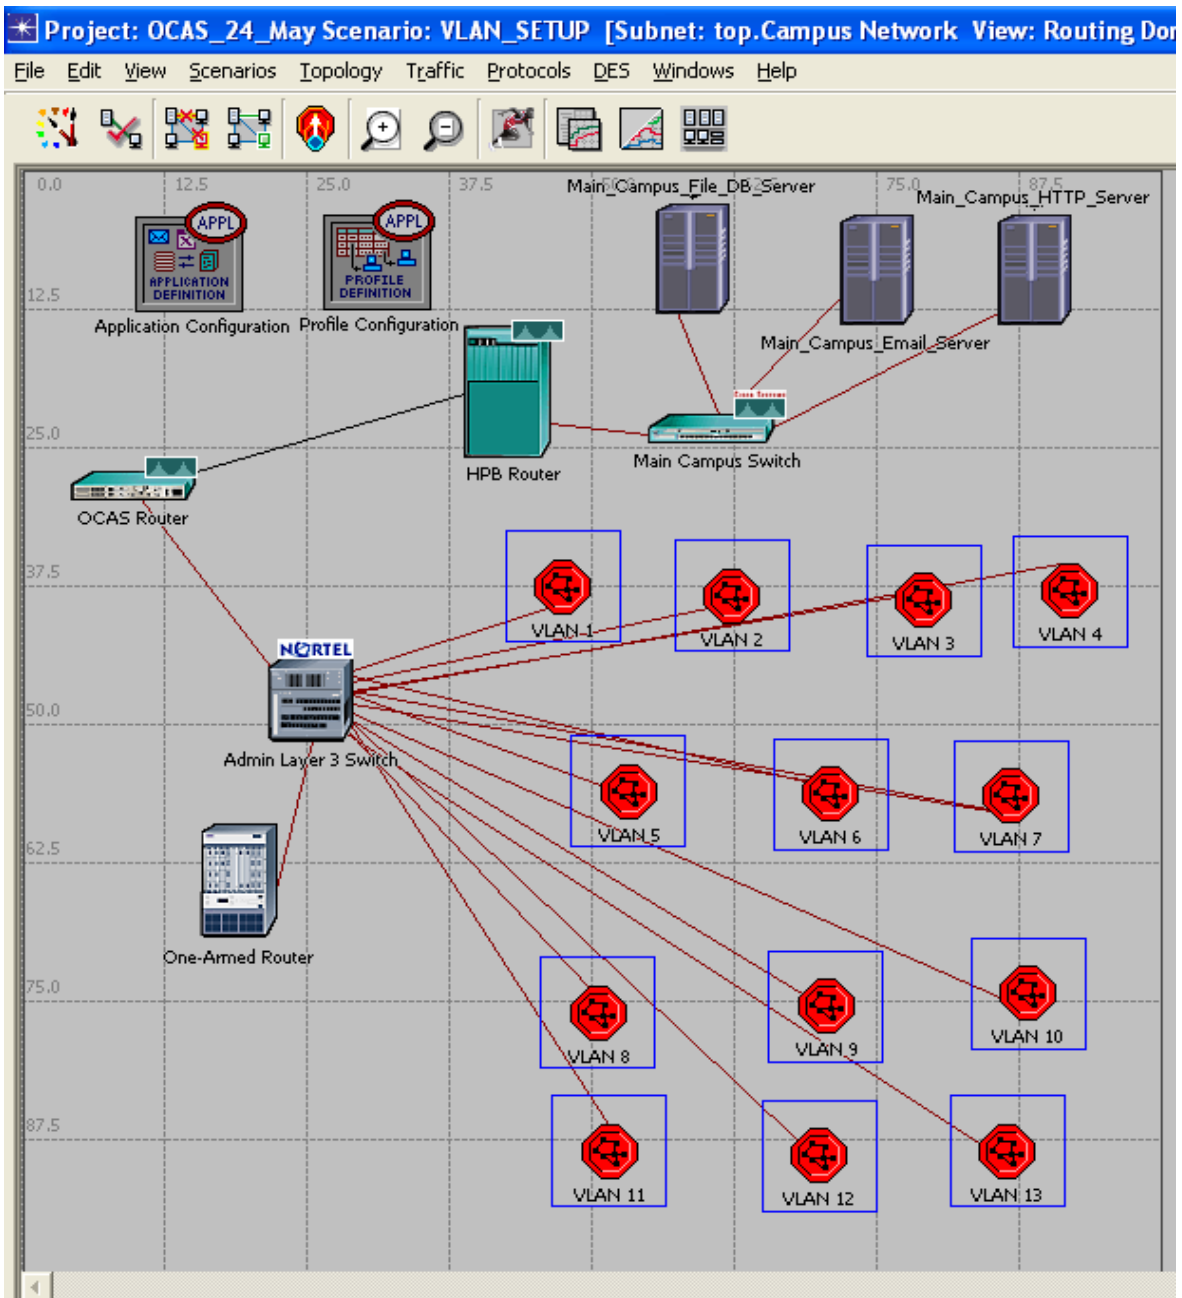 Project: OCAS_24_May Scenario: VLAN_SETUP [Subnet: top.Campus Network View: Routing Dor
File Edit View Scenarios Topology Traffic Protocols DES Windows Help
0.0 12.5 25.0 37.5 Main_Campus_File_DB_Server 75.0 87.5
Main_Campus_HTTP_Server
APPL APPL
APPLICATION DEFINITION
PROFILE DEFINITION
12.5
Application Configuration Profile Configuration
Main_Campus_Email_Server
Cisco Systems
25.0
HPB Router
Main Campus Switch
OCAS Router
37.5
VLAN 1
VLAN 2
VLAN 3
VLAN 4
NORTEL
50.0
Admin Layer 3 Switch
VLAN 5
VLAN 6
VLAN 7
62.5
One-Armed Router
75.0
VLAN 8
VLAN 9
VLAN 10
87.5
VLAN 11
VLAN 12
VLAN 13